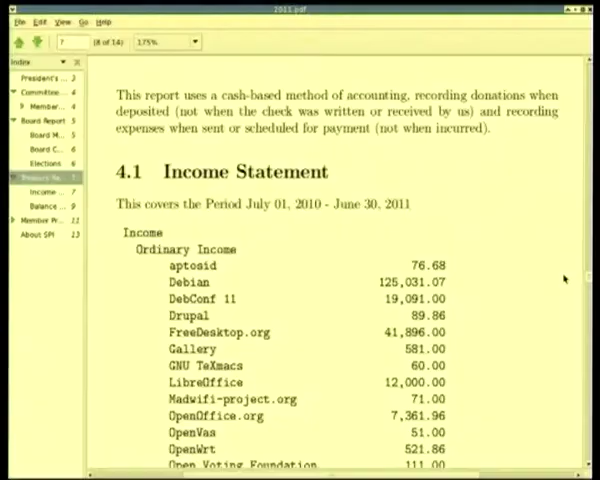 2011.pdf
File Edit View Go Help
7 (8 of 14) 175%
Index
President's ... 3
Committee... 4
Member... 4
Board Report 5
Board M... 5
Board C... 6
Elections 6
Income ... 7
Balance ... 9
Member Pr... 11
About SPI 13
This report uses a cash-based method of accounting, recording donations when
deposited (not when the check was written or received by us) and recording
expenses when sent or scheduled for payment (not when incurred).
4.1 Income Statement
This covers the Period July 01, 2010 - June 30, 2011
Income
Ordinary Income
aptosid 76.68
Debian 125,031.07
DebConf 11 19,091.00
Drupal 89.86
FreeDesktop.org 41,896.00
Gallery 581.00
GNU TeXmacs 60.00
LibreOffice 12,000.00
Madwifi-project.org 71.00
OpenOffice.org 7,361.96
OpenVas 51.00
OpenWrt 521.86
Open Voting Foundation 111.00